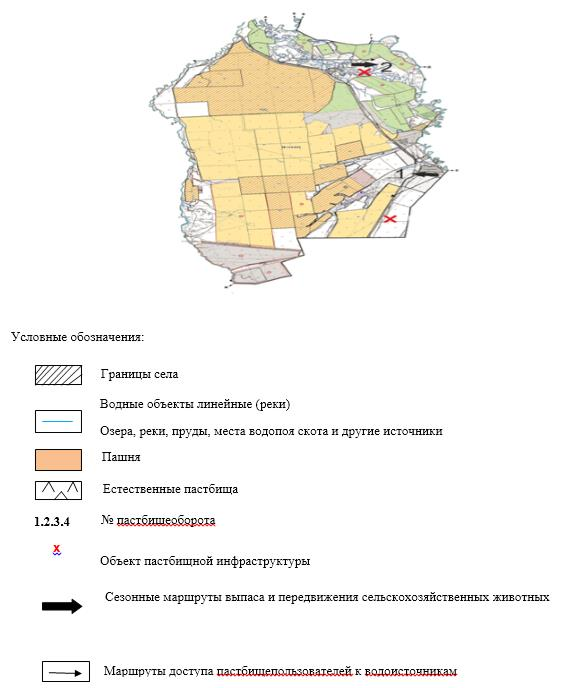 2
1
Условные обозначения:
Границы села
Водные объекты линейные (реки)
Озера, реки, пруды, места водопоя скота и другие источники
Пашня
Естественные пастбища
1.2.3.4 № пастбищеоборота
х Объект пастбищной инфраструктуры
Сезонные маршруты выпаса и передвижения сельскохозяйственных животных
Маршруты доступа пастбищепользователей к водоисточникам